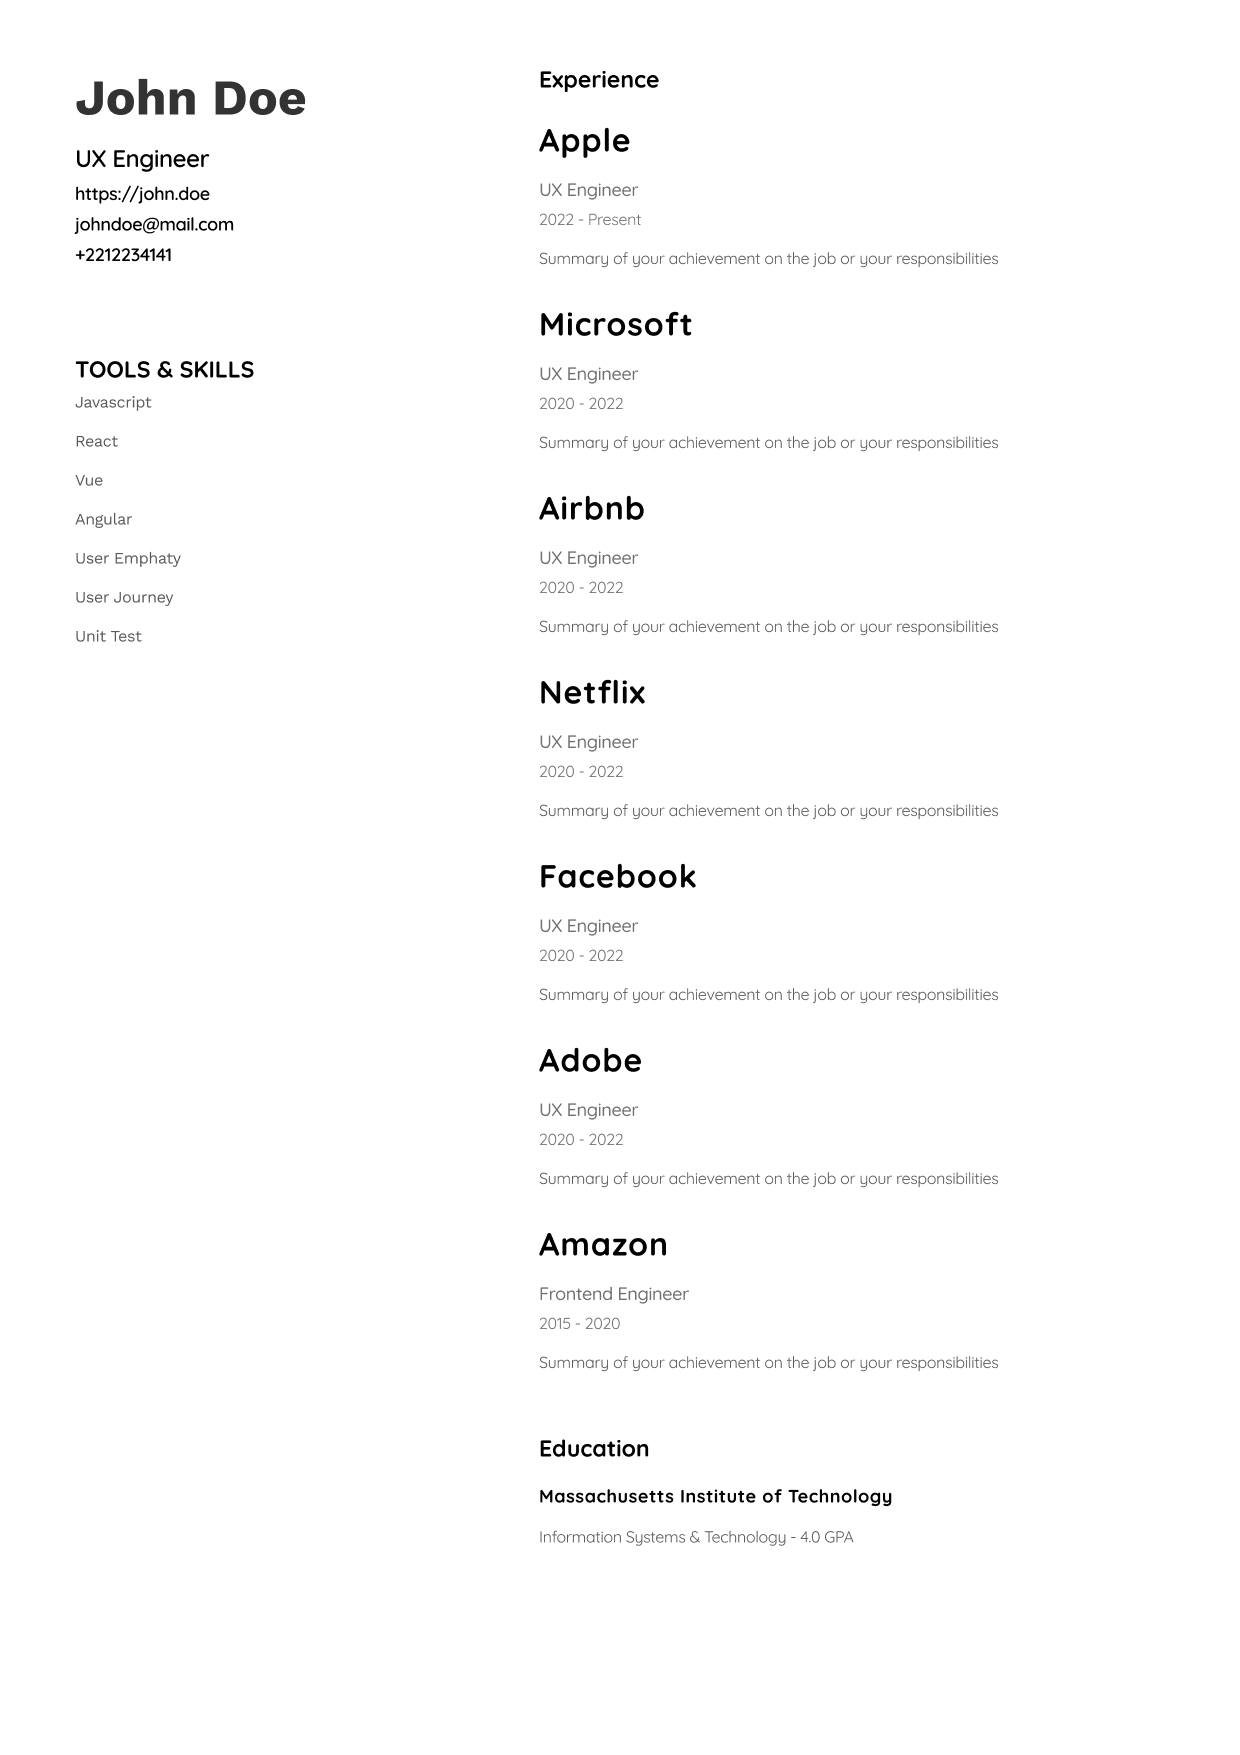 John Doe
UX Engineer
https://john.doe
johndoe@mail.com
+2212234141
TOOLS & SKILLS
Javascript
React
Vue
Angular
User Emphaty
User Journey
Unit Test
Experience
Apple
UX Engineer
2022 - Present
Summary of your achievement on the job or your responsibilities
Microsoft
UX Engineer
2020 - 2022
Summary of your achievement on the job or your responsibilities
Airbnb
UX Engineer
2020 - 2022
Summary of your achievement on the job or your responsibilities
Netflix
UX Engineer
2020 - 2022
Summary of your achievement on the job or your responsibilities
Facebook
UX Engineer
2020 - 2022
Summary of your achievement on the job or your responsibilities
Adobe
UX Engineer
2020 - 2022
Summary of your achievement on the job or your responsibilities
Amazon
Frontend Engineer
2015 - 2020
Summary of your achievement on the job or your responsibilities
Education
Massachusetts Institute of Technology
Information Systems & Technology - 4.0 GPA